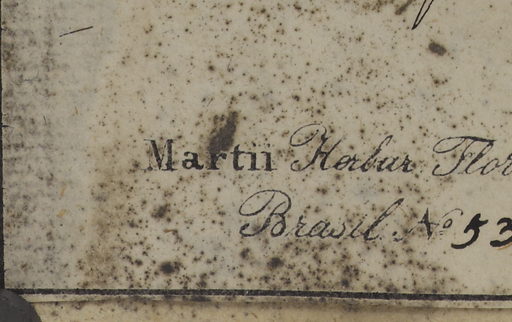 Martii Herbar Flor
Brasil No 53